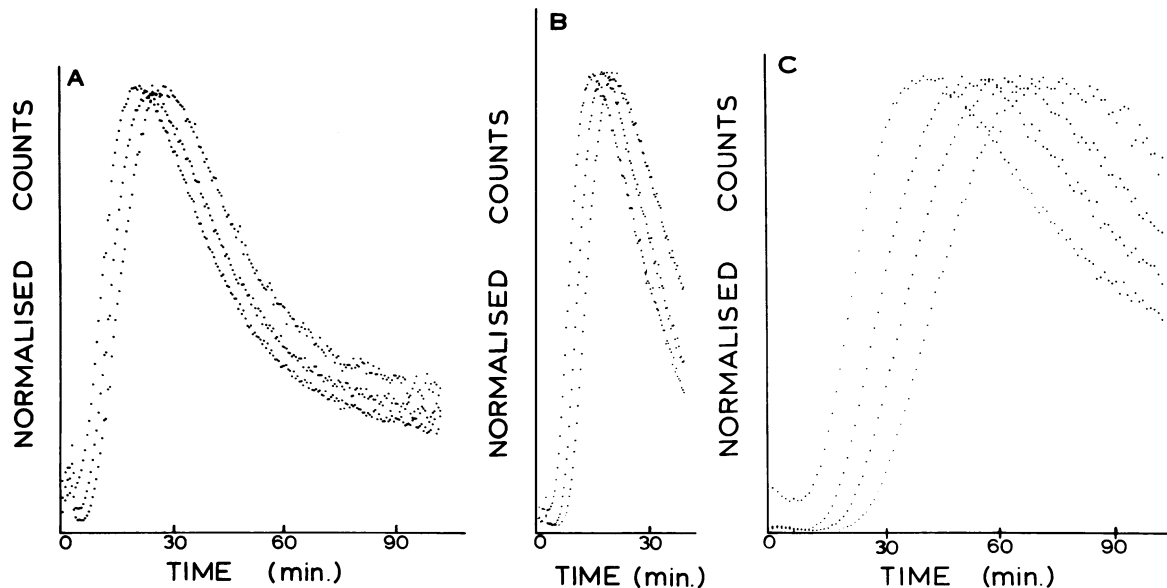 A
NORMALISED COUNTS
0 30 60 90
TIME (min.)
B
NORMALISED COUNTS
0 30
TIME (min.)
C
NORMALISED COUNTS
0 30 60 90
TIME (min.)